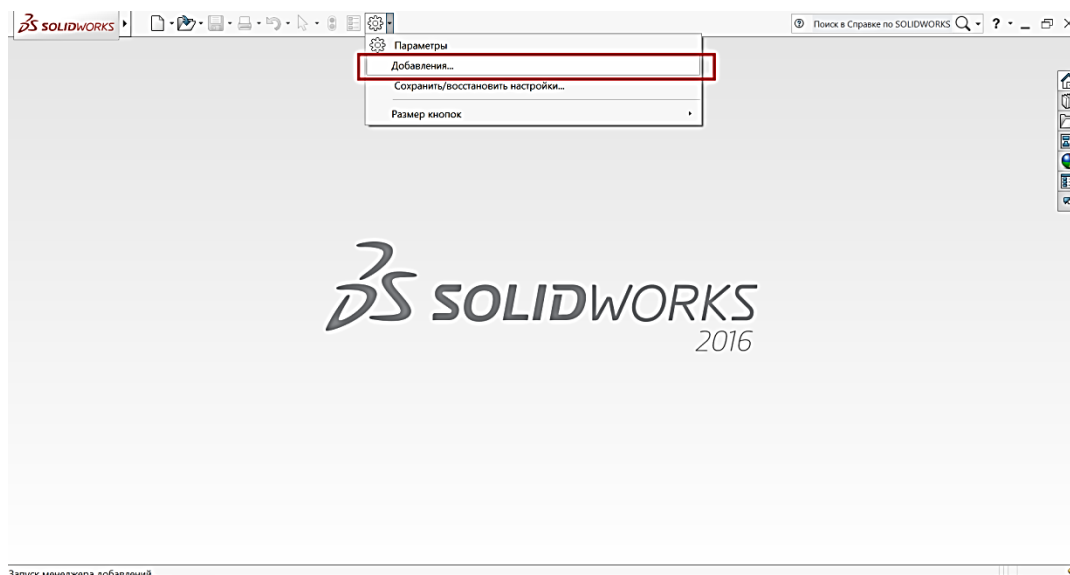 SOLIDWORKS
Поиск в Справке по SOLIDWORKS
?
Параметры
Добавления...
Сохранить/восстановить настройки...
Размер кнопок
SOLIDWORKS
2016
Запуск менеджера добавлений